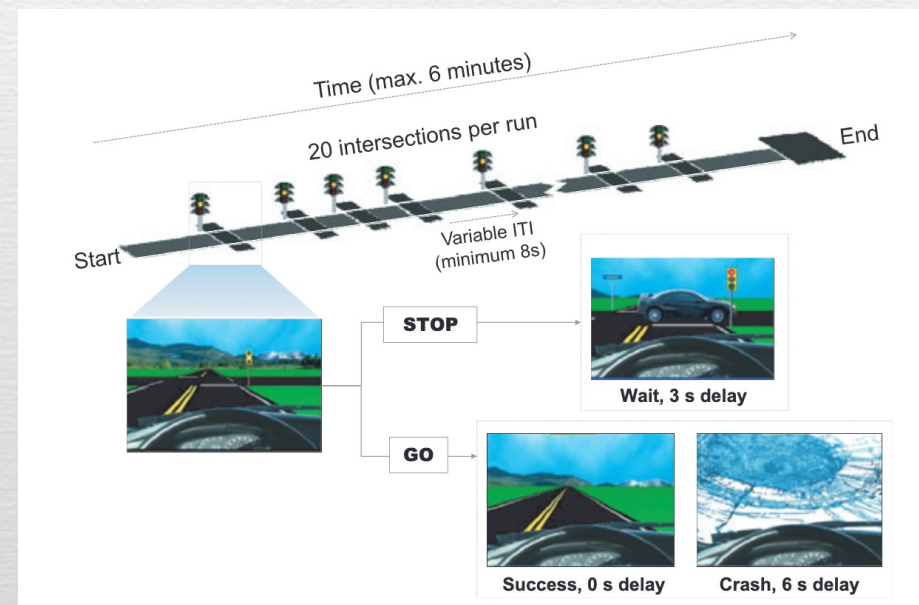 Time (max. 6 minutes)
20 intersections per run
End
Variable ITI
(minimum 8s)
Start
STOP
Wait, 3 s delay
GO
Success, 0 s delay
Crash, 6 s delay